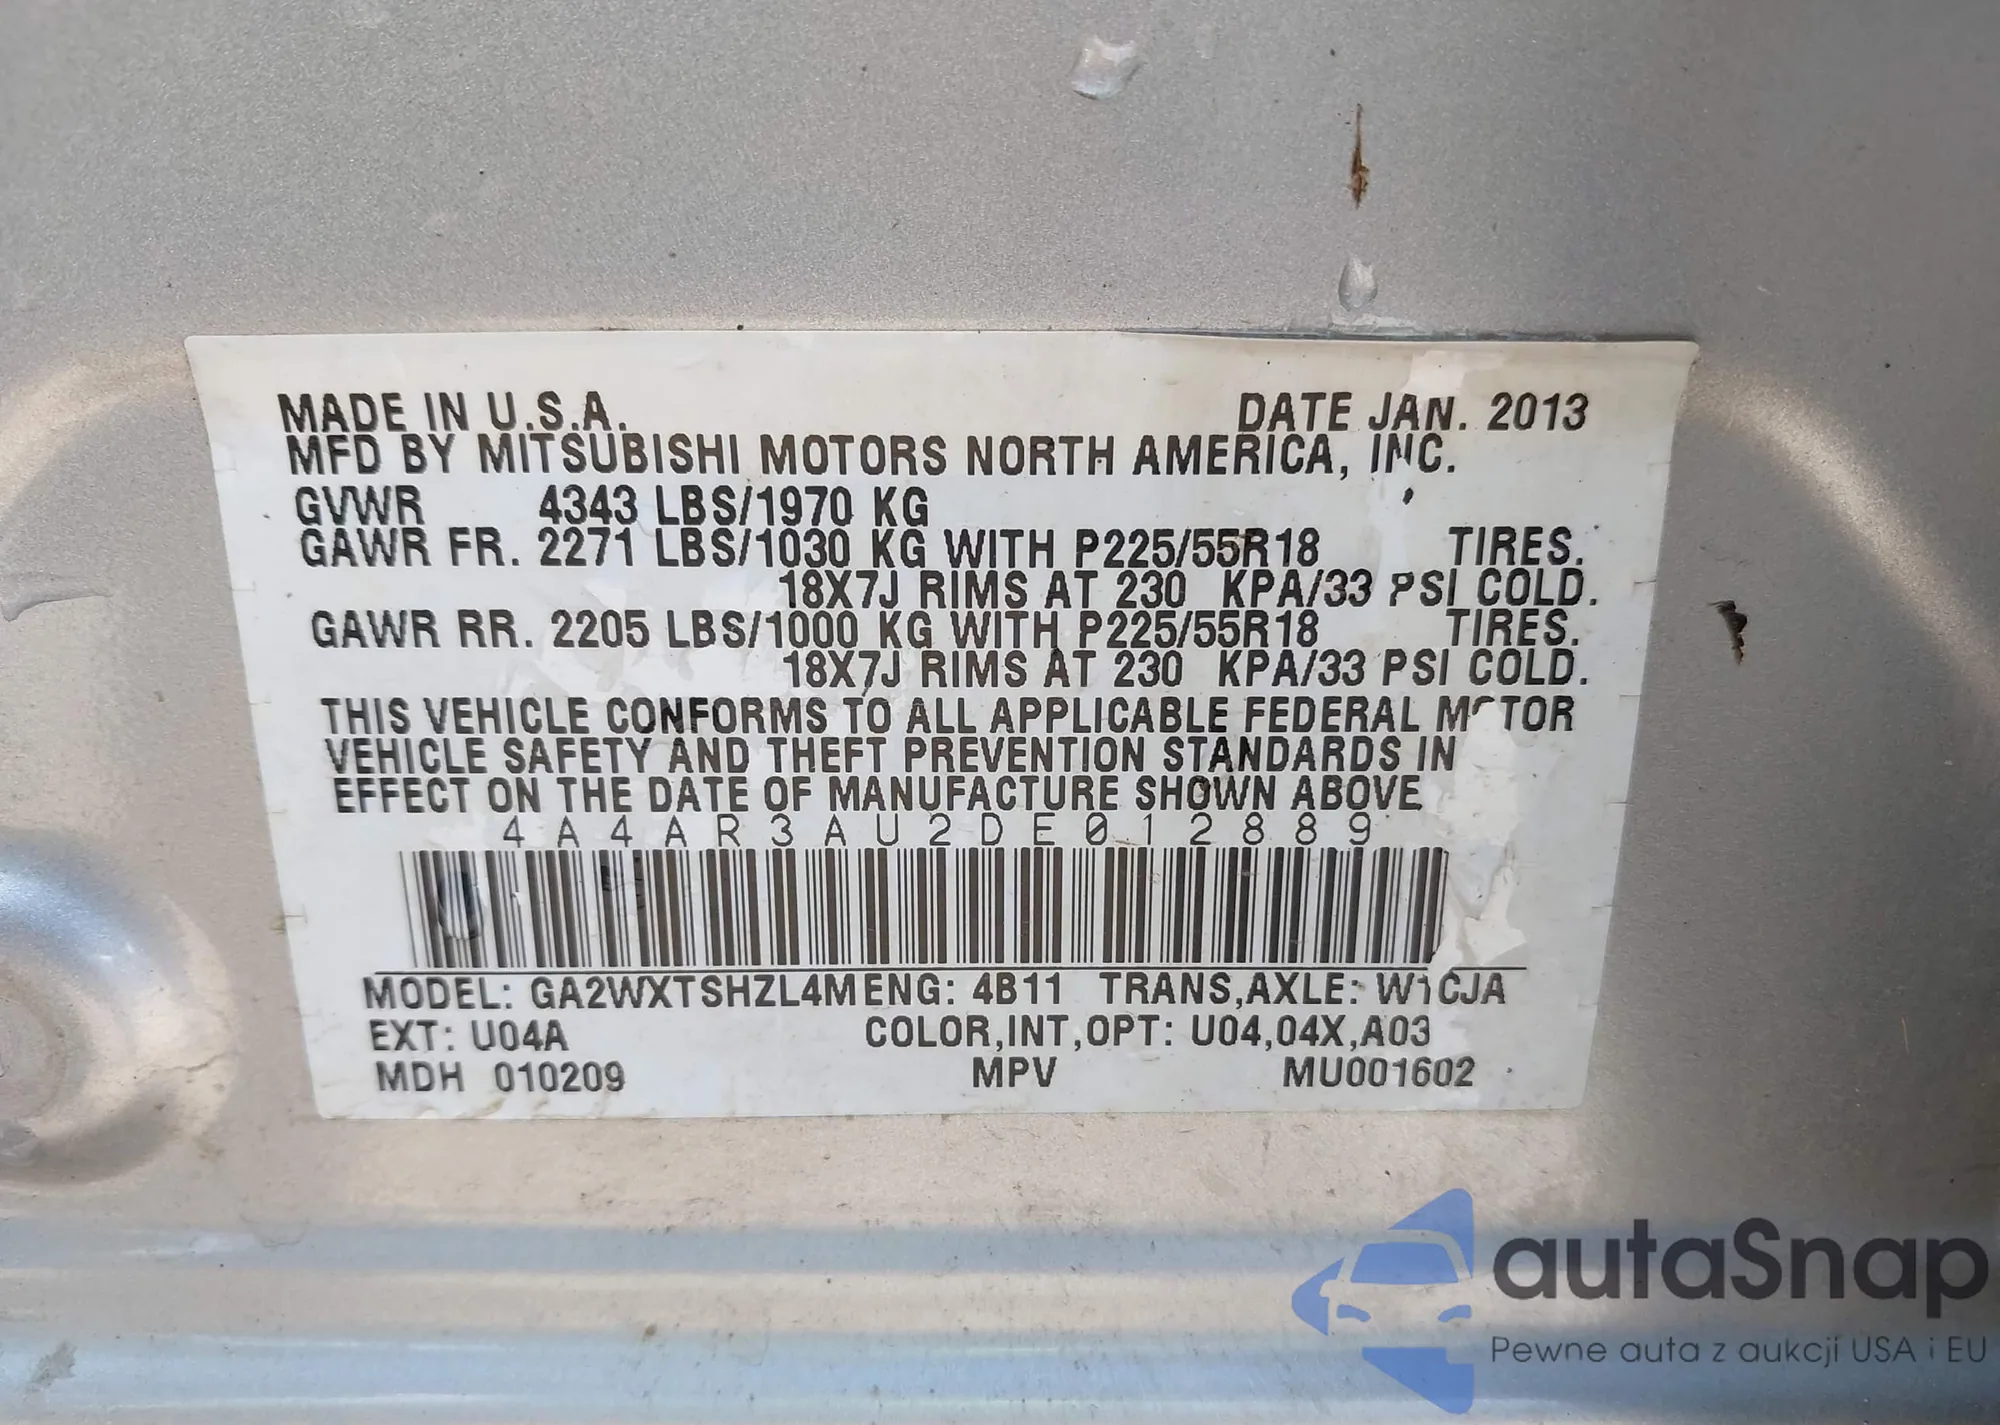 MADE IN U.S.A. DATE JAN. 2013
MFD BY MITSUBISHI MOTORS NORTH AMERICA, INC.
GVWR 4343 LBS/1970 KG
GAWR FR. 2271 LBS/1030 KG WITH P225/55R18 TIRES.
18X7J RIMS AT 230 KPA/33 PSI COLD.
GAWR RR. 2205 LBS/1000 KG WITH P225/55R18 TIRES.
18X7J RIMS AT 230 KPA/33 PSI COLD.
THIS VEHICLE CONFORMS TO ALL APPLICABLE FEDERAL MOTOR
VEHICLE SAFETY AND THEFT PREVENTION STANDARDS IN
EFFECT ON THE DATE OF MANUFACTURE SHOWN ABOVE
4A4AR3AU2DE012889
MODEL: GA2WXTSHZL4MENG: 4B11 TRANS,AXLE: W1CJA
EXT: U04A COLOR,INT,OPT: U04,04X,A03
MDH 010209 MPV MU001602
autaSnap
Pewne auta z aukcji USA i EU